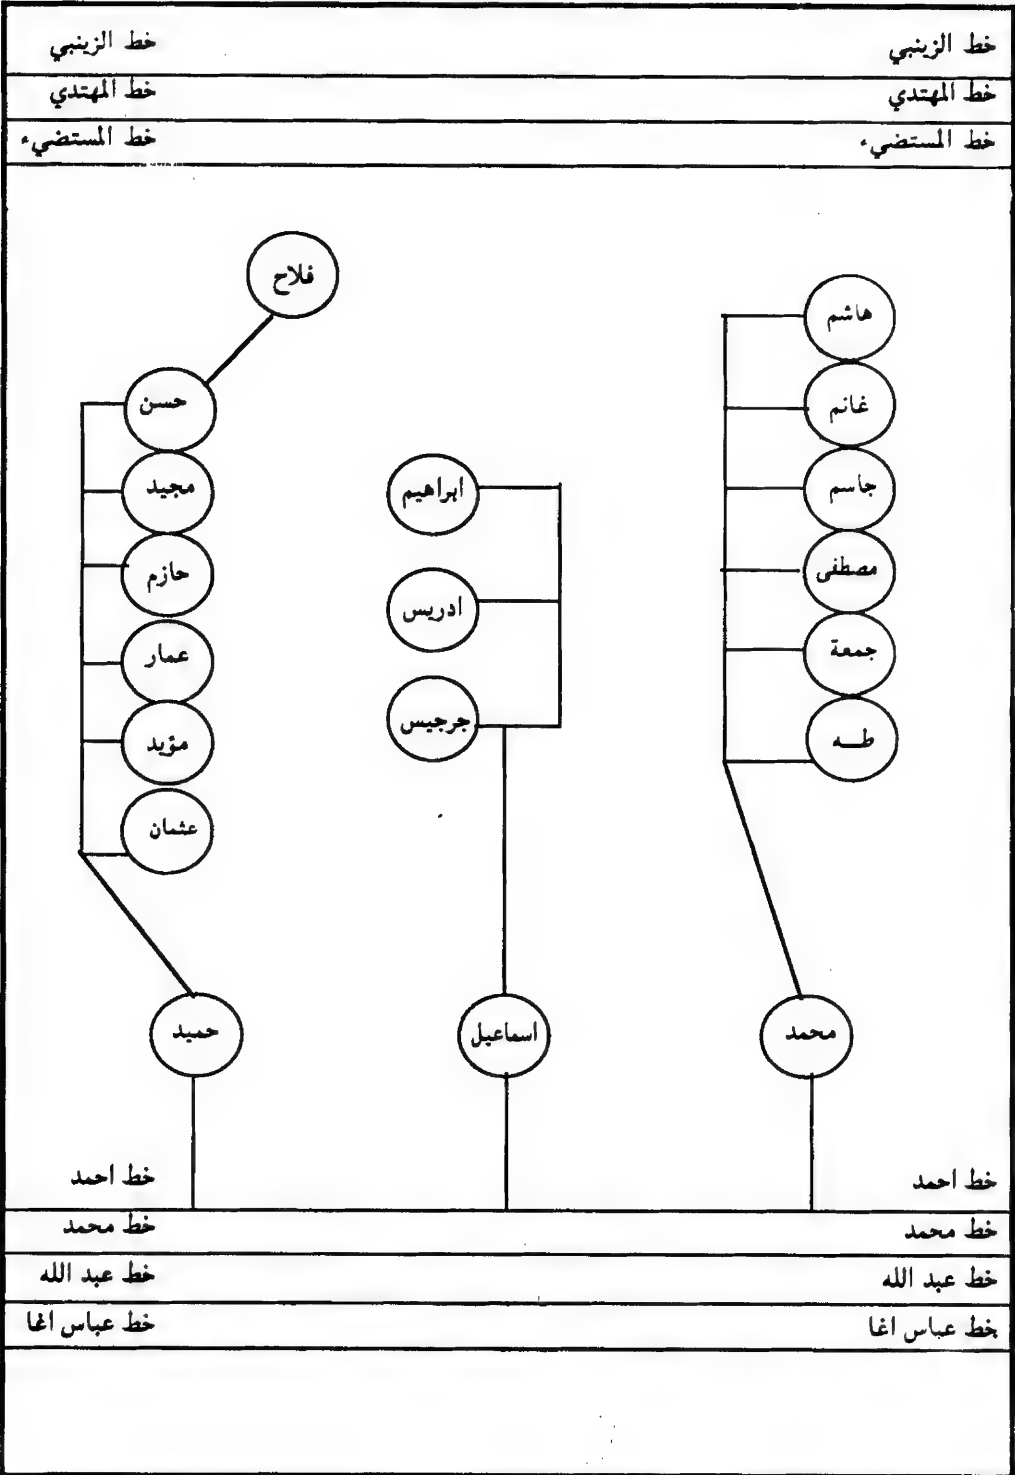 خط الزينبي خط الزينبي
خط المهتدي خط المهتدي
خط المستضيء خط المستضيء
هاشم
غانم
جاسم
مصطفى
جمعة
طـــه
محمد
ابراهيم
ادريس
جرجيس
اسماعيل
فلاح
حسن
مجيد
حازم
عمار
مؤيد
عثمان
حميد
خط احمد خط احمد
خط محمد خط محمد
خط عبد الله خط عبد الله
خط عباس اغا خط عباس اغا